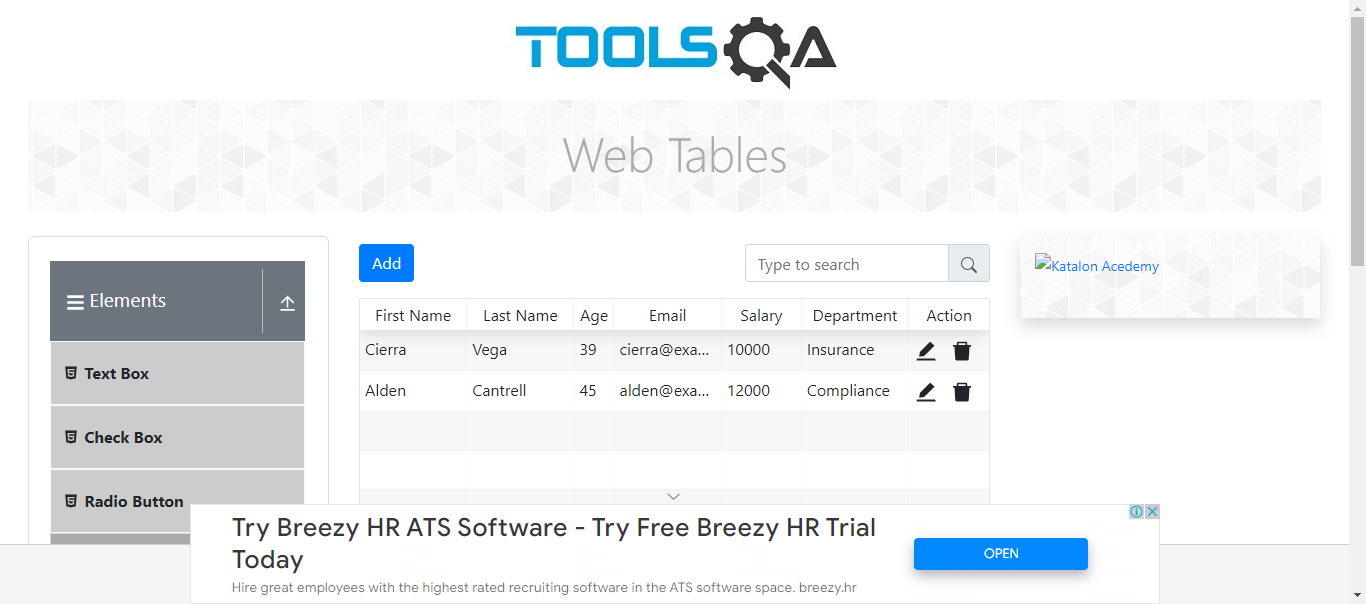 TOOLSQA
Web Tables
Elements
Text Box
Check Box
Radio Button
Add
Type to search
First Name Last Name Age Email Salary Department Action
Cierra Vega 39 cierra@exa... 10000 Insurance
Alden Cantrell 45 alden@exa... 12000 Compliance
Katalon Acedemy
Try Breezy HR ATS Software - Try Free Breezy HR Trial
Today
Hire great employees with the highest rated recruiting software in the ATS software space. breezy.hr
OPEN